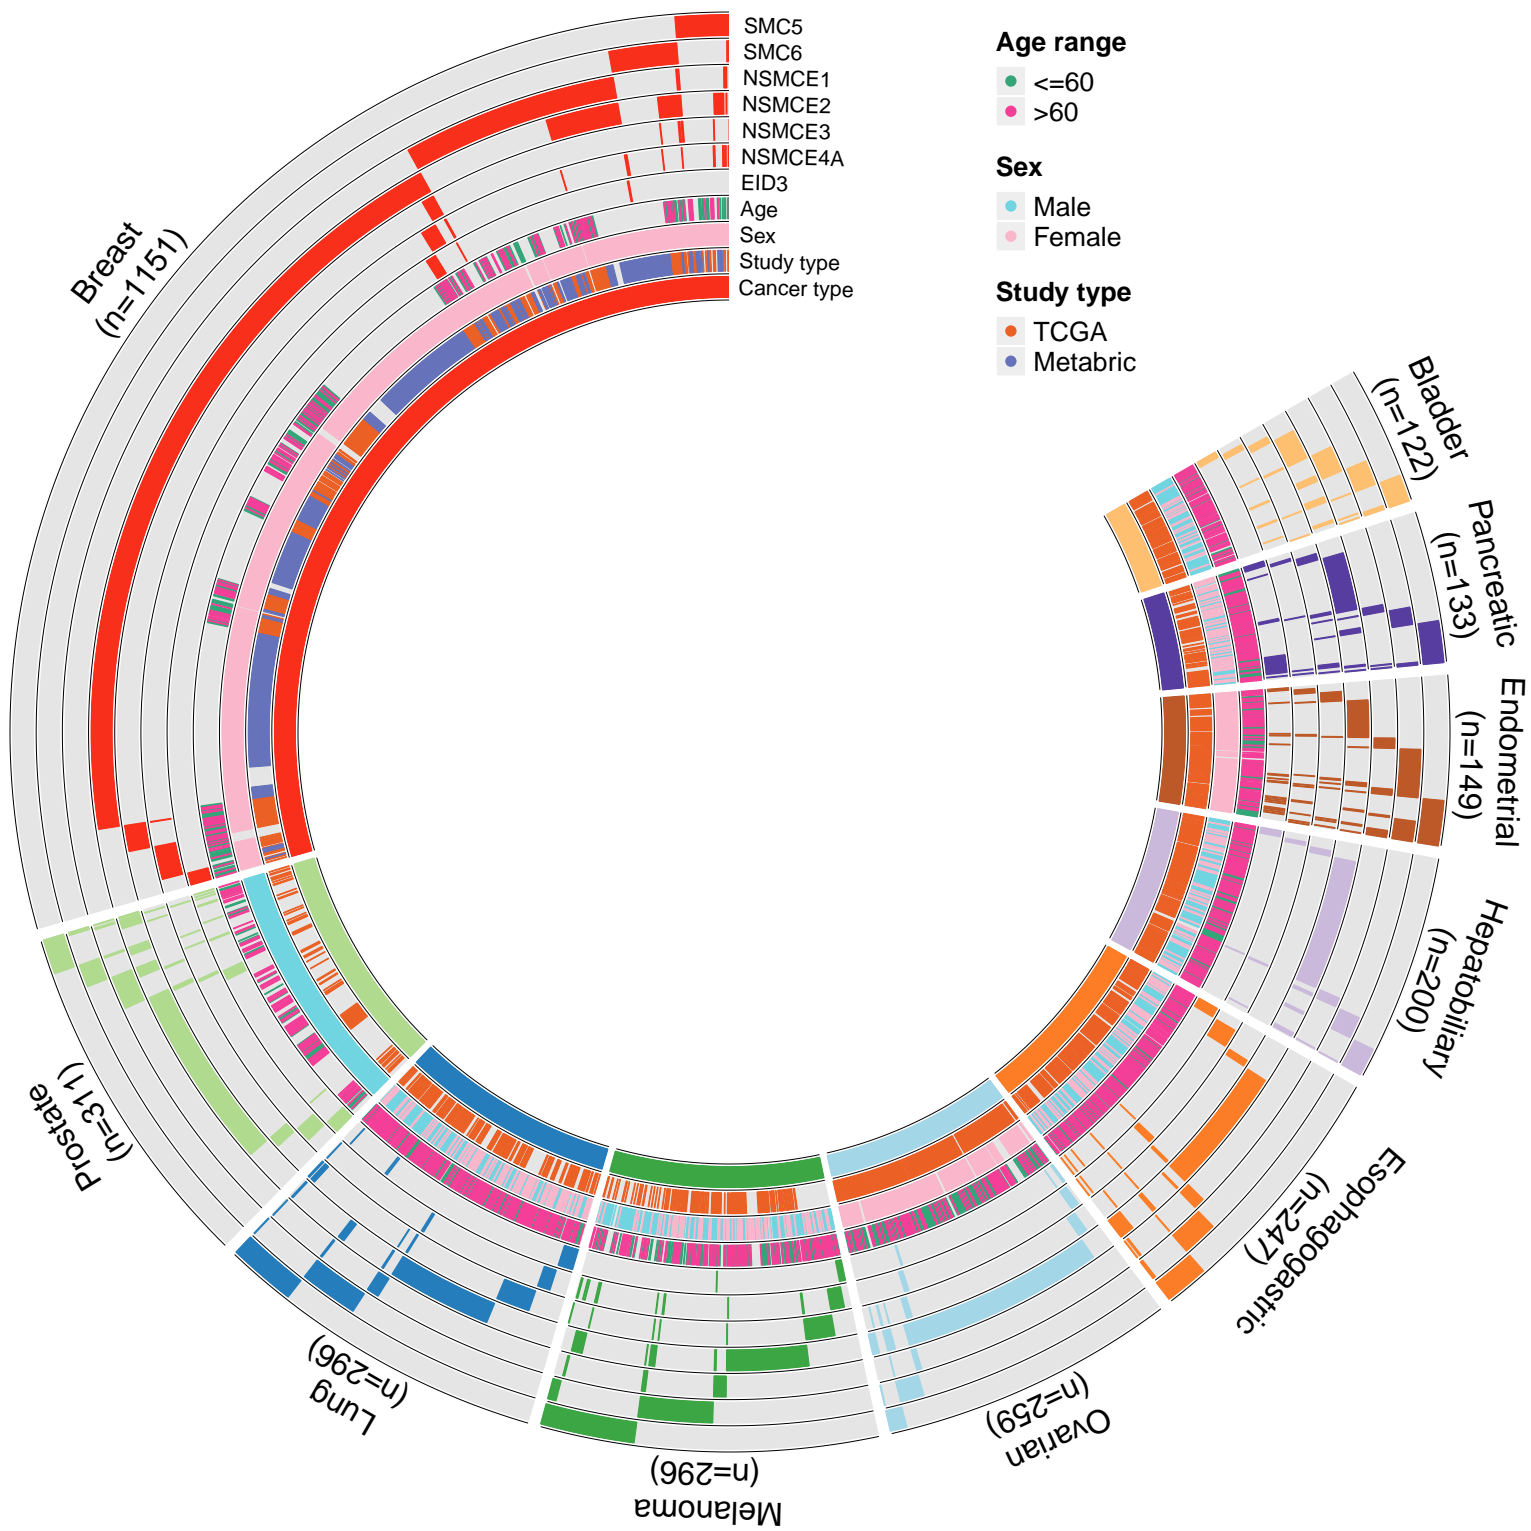 SMC5
SMC6
NSMCE1
NSMCE2
NSMCE3
NSMCE4A
EID3
Age
Sex
Study type
Cancer type
Age range
<=60
>60
Sex
Male
Female
Study type
TCGA
Metabric
Bladder
(n=122)
Pancreatic
(n=133)
Endometrial
(n=149)
Hepatobiliary
(n=200)
Esophagogastric
(n=247)
Ovarian
(n=259)
Melanoma
(n=296)
Lung
(n=296)
Prostate
(n=311)
Breast
(n=1151)